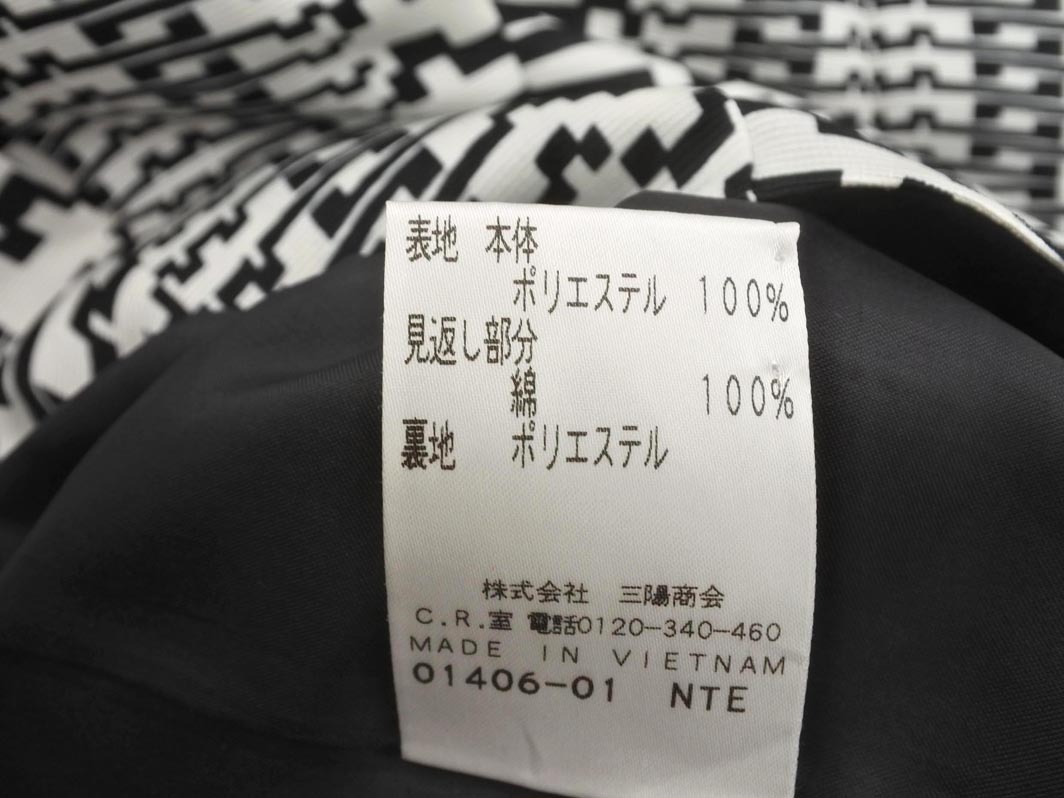 表地 本体
ポリエステル 100%
見返し部分
綿 100%
裏地 ポリエステル
株式会社 三陽商会
C.R.室 電話0120-340-460
MADE IN VIETNAM
01406-01 NTE